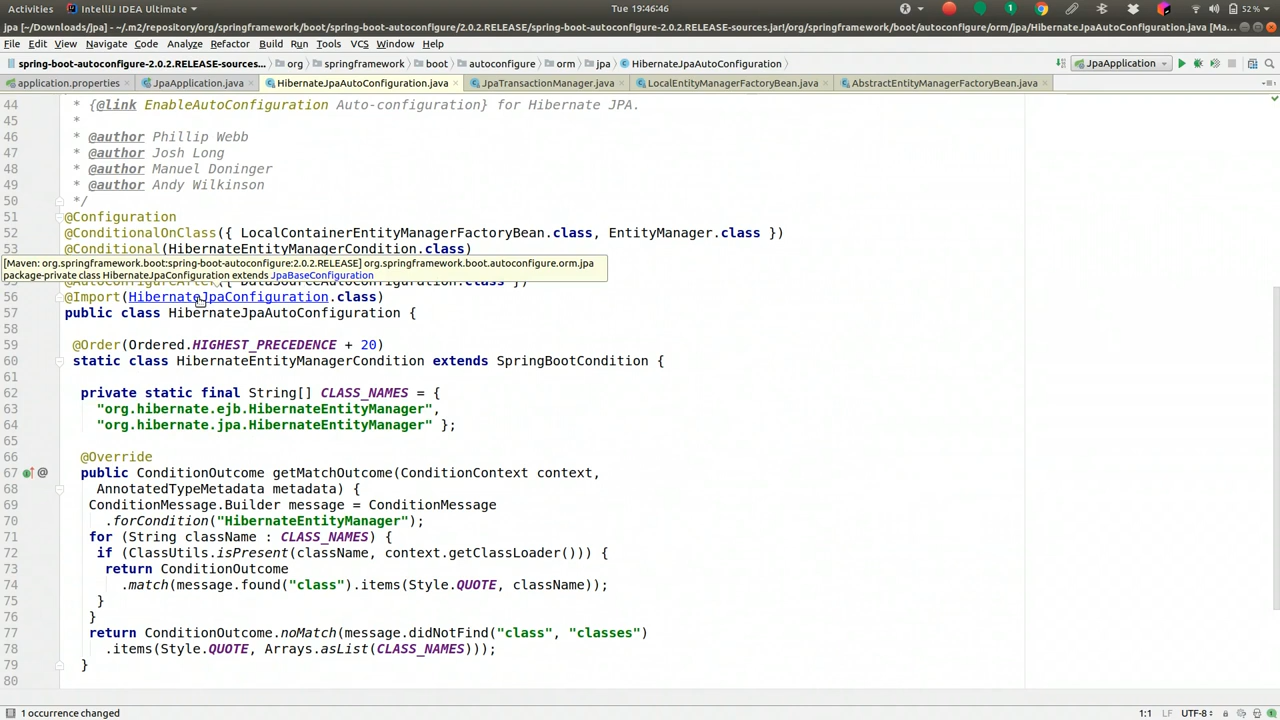 Activities IntelliJ IDEA Ultimate Tue 19:46:46 52%
Jpa [~/Downloads/jpa] - ~/.m2/repository/org/springframework/boot/spring-boot-autoconfigure/2.0.2.RELEASE/spring-boot-autoconfigure-2.0.2.RELEASE-sources.jar!/org/springframework/boot/autoconfigure/orm/jpa/HibernateJpaAutoConfiguration.java [Ma...
File Edit View Navigate Code Analyze Refactor Build Run Tools VCS Window Help
spring-boot-autoconfigure-2.0.2.RELEASE-sources... org springframework boot autoconfigure orm jpa HibernateJpaAutoConfiguration JpaApplication
application.properties JpaApplication.java HibernateJpaAutoConfiguration.java JpaTransactionManager.java LocalEntityManagerFactoryBean.java AbstractEntityManagerFactoryBean.java
44 * {@link EnableAutoConfiguration Auto-configuration} for Hibernate JPA.
45 *
46 * @author Phillip Webb
47 * @author Josh Long
48 * @author Manuel Doninger
49 * @author Andy Wilkinson
50 */
51 @Configuration
52 @ConditionalOnClass({ LocalContainerEntityManagerFactoryBean.class, EntityManager.class })
53 @Conditional(HibernateEntityManagerCondition.class)
[Maven: org.springframework.boot:spring-boot-autoconfigure:2.0.2.RELEASE] org.springframework.boot.autoconfigure.orm.jpa
package-private class HibernateJpaConfiguration extends JpaBaseConfiguration
@AutoConfigureAfter({ DataSourceAutoConfiguration.class })
56 @Import(HibernateJpaConfiguration.class)
57 public class HibernateJpaAutoConfiguration {
58
59 @Order(Ordered.HIGHEST_PRECEDENCE + 20)
60 static class HibernateEntityManagerCondition extends SpringBootCondition {
61
62 private static final String[] CLASS_NAMES = {
63 "org.hibernate.ejb.HibernateEntityManager",
64 "org.hibernate.jpa.HibernateEntityManager" };
65
66 @Override
67 public ConditionOutcome getMatchOutcome(ConditionContext context,
68 AnnotatedTypeMetadata metadata) {
69 ConditionMessage.Builder message = ConditionMessage
70 .forCondition("HibernateEntityManager");
71 for (String className : CLASS_NAMES) {
72 if (ClassUtils.isPresent(className, context.getClassLoader())) {
73 return ConditionOutcome
74 .match(message.found("class").items(Style.QUOTE, className));
75 }
76 }
77 return ConditionOutcome.noMatch(message.didNotFind("class", "classes")
78 .items(Style.QUOTE, Arrays.asList(CLASS_NAMES)));
79 }
80
1 occurrence changed 1:1 LF UTF-8